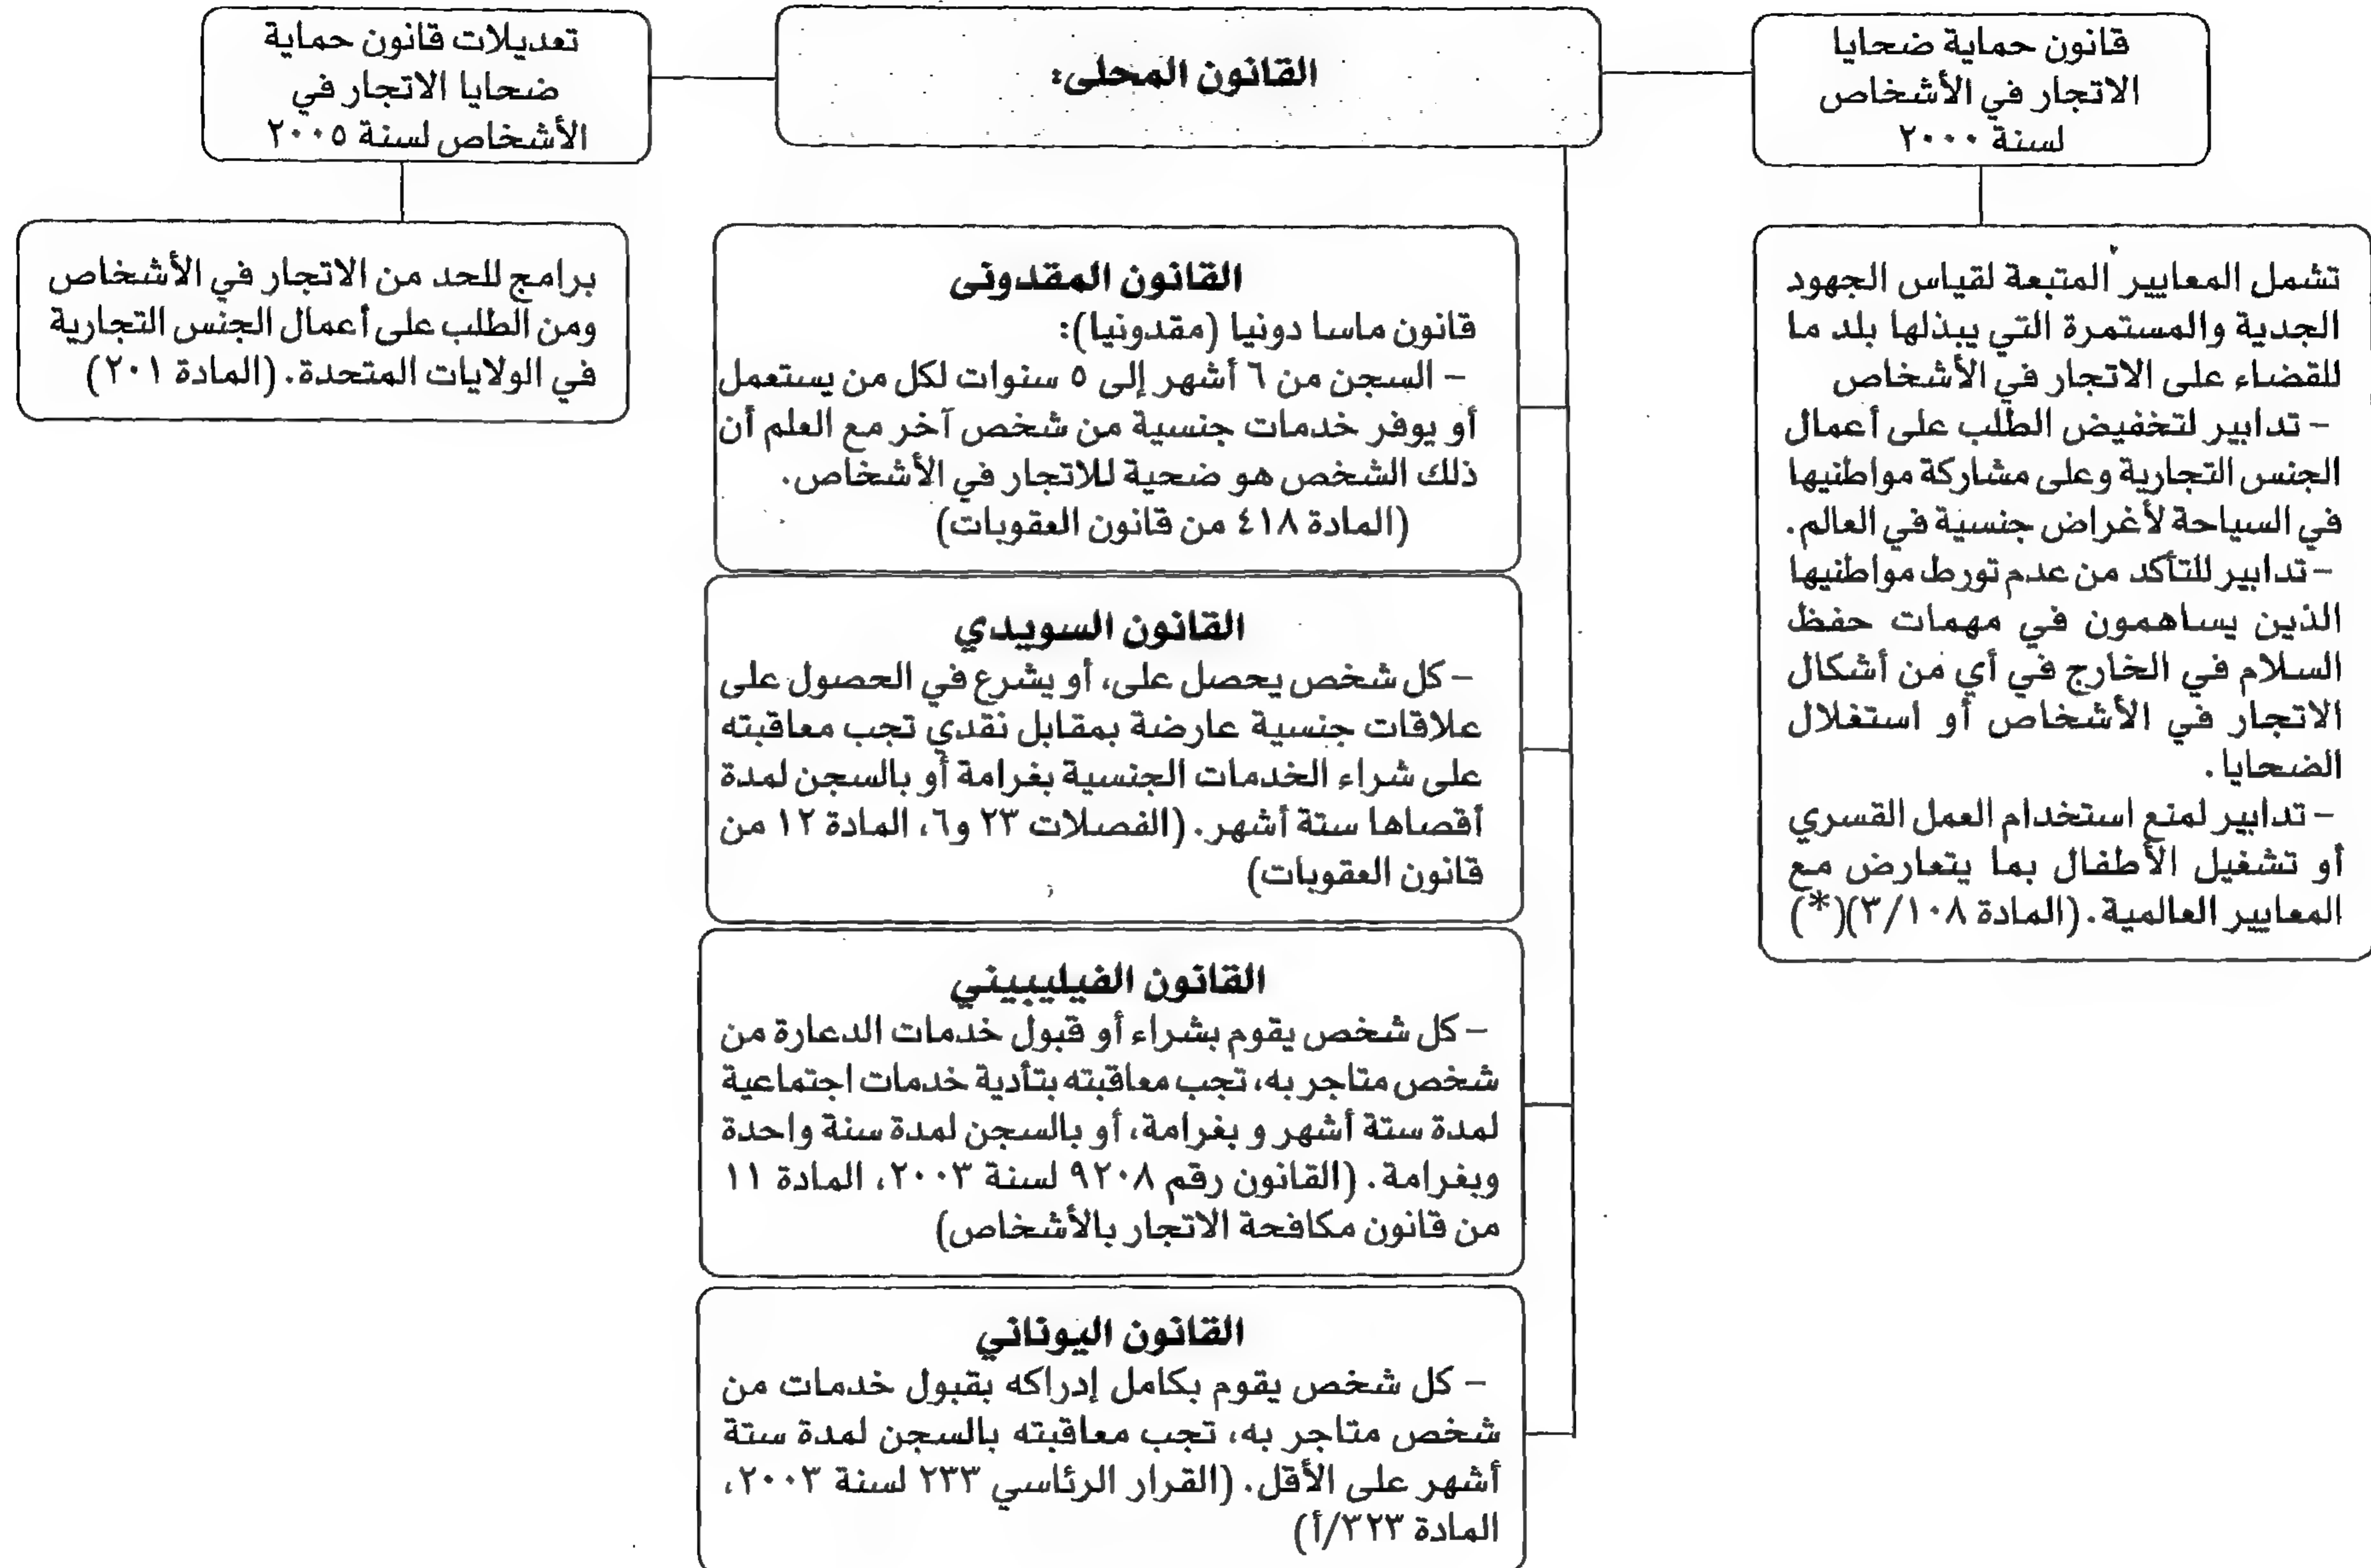 قانون حماية ضحايا
الاتجار في الأشخاص
لسنة ٢٠٠٠
القانون المحلى:
تعديلات قانون حماية
ضحايا الاتجار في
الأشخاص لسنة ٢٠٠٥
تشمل المعايير المتبعة لقياس الجهود
الجدية والمستمرة التي يبذلها بلد ما
للقضاء على الاتجار في الأشخاص
– تدابير لتخفيض الطلب على أعمال
الجنس التجارية وعلى مشاركة مواطنيها
في السياحة لأغراض جنسية في العالم.
– تدابير للتأكد من عدم تورط مواطنيها
الذين يساهمون في مهمات حفظ
السلام في الخارج في أي من أشكال
الاتجار في الأشخاص أو استغلال
الضحايا.
– تدابير لمنع استخدام العمل القسري
أو تشغيل الأطفال بما يتعارض مع
المعايير العالمية. (المادة ٣/١٠٨)(*)
القانون المقدونى
قانون ماسا دونيا (مقدونيا):
– السجن من ٦ أشهر إلى ٥ سنوات لكل من يستعمل
أو يوفر خدمات جنسية من شخص آخر مع العلم أن
ذلك الشخص هو ضحية للاتجار في الأشخاص.
(المادة ٤١٨ من قانون العقوبات)
القانون السويدي
– كل شخص يحصل على، أو يشرع في الحصول على
علاقات جنسية عارضة بمقابل نقدي تجب معاقبته
على شراء الخدمات الجنسية بغرامة أو بالسجن لمدة
أقصاها ستة أشهر. (الفصلات ٢٣ و٦، المادة ١٢ من
قانون العقوبات)
القانون الفيليبيني
– كل شخص يقوم بشراء أو قبول خدمات الدعارة من
شخص متاجر به، تجب معاقبته بتأدية خدمات اجتماعية
لمدة ستة أشهر و بغرامة، أو بالسجن لمدة سنة واحدة
وبغرامة. (القانون رقم ٩٢٠٨ لسنة ٢٠٠٣، المادة ١١
من قانون مكافحة الاتجار بالأشخاص)
القانون اليوناني
– كل شخص يقوم بكامل إدراكه بقبول خدمات من
شخص متاجر به، تجب معاقبته بالسجن لمدة ستة
أشهر على الأقل. (القرار الرئاسي ٢٣٣ لسنة ٢٠٠٣،
المادة ٣٢٣/أ)
برامج للحد من الاتجار في الأشخاص
ومن الطلب على أعمال الجنس التجارية
في الولايات المتحدة. (المادة ٢٠١)